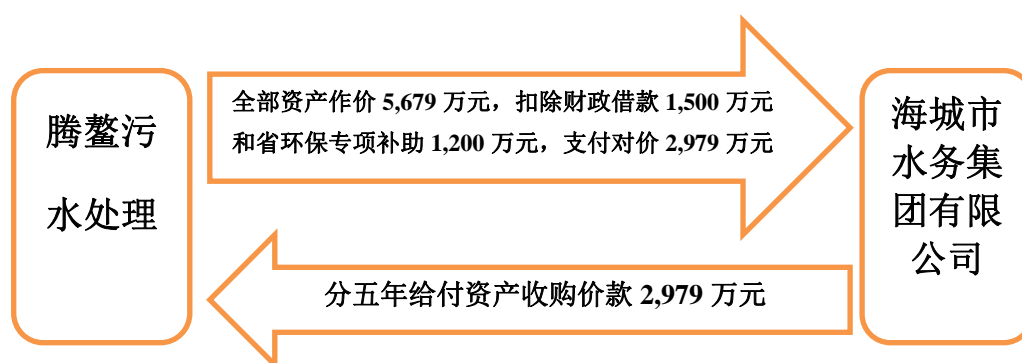 腾鳌污
水处理
全部资产作价 5,679 万元，扣除财政借款 1,500 万元
和省环保专项补助 1,200 万元，支付对价 2,979 万元
分五年给付资产收购价款 2,979 万元
海城市
水务集
团有限
公司